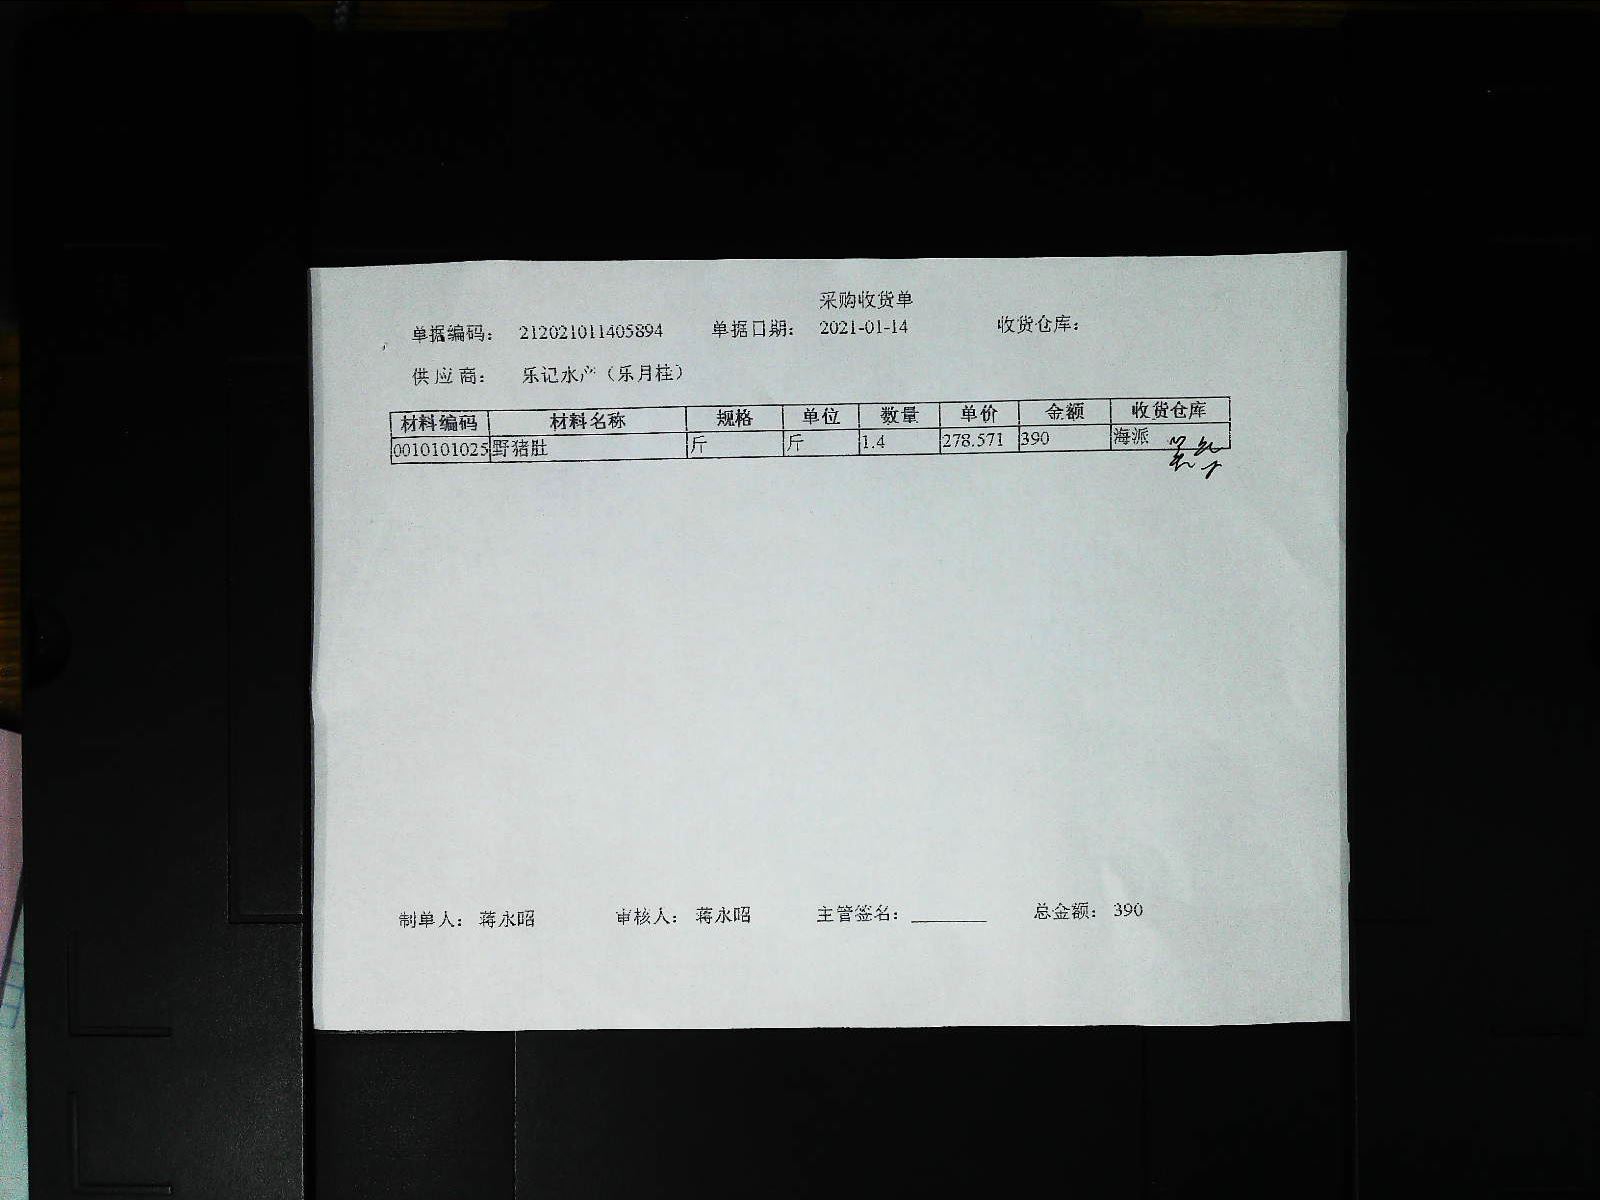 采购收货单
单据编码： 212021011405894 单据日期： 2021-01-14 收货仓库：
供应商： 乐记水产（乐月桂）
材料编码 材料名称 规格 单位 数量 单价 金额 收货仓库
0010101025 野猪肚 斤 斤 1.4 278.571 390 海派
制单人： 蒋永昭 审核人： 蒋永昭 主管签名： 总金额： 390